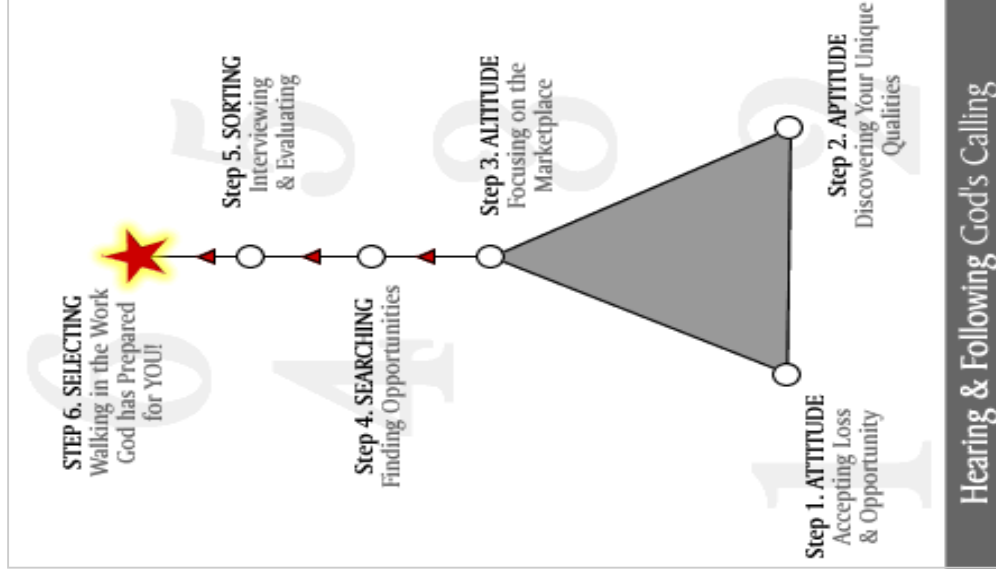 STEP 6. SELECTING
Walking in the Work
God has Prepared
for YOU!
6
Step 5. SORTING
Interviewing
& Evaluating
5
Step 4. SEARCHING
Finding Opportunities
4
Step 3. ALTITUDE
Focusing on the
Marketplace
3
Step 1. ATTITUDE
Accepting Loss
& Opportunity
1
Step 2. APTITUDE
Discovering Your Unique
Qualities
2
Hearing & Following God's Calling